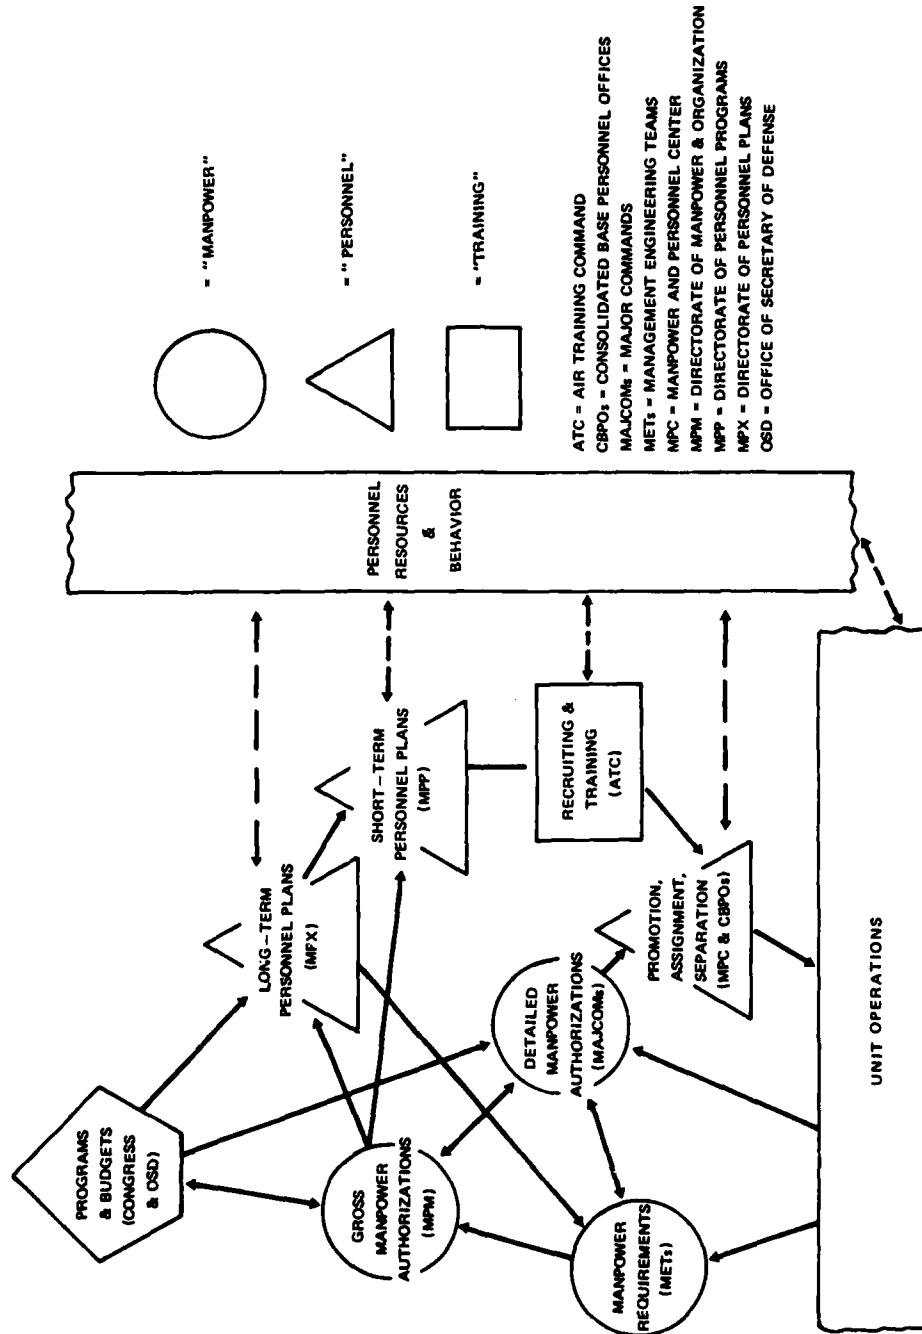 PROGRAMS
& BUDGETS
(CONGRESS
& OSD)
LONG-TERM
PERSONNEL PLANS
(MPX)
SHORT-TERM
PERSONNEL PLANS
(MPP)
GROSS
MANPOWER
AUTHORIZATIONS
(MPM)
DETAILED
MANPOWER
AUTHORIZATIONS
(MAJCOMs)
RECRUITING &
TRAINING
(ATC)
MANPOWER
REQUIREMENTS
(METs)
PROMOTION,
ASSIGNMENT,
SEPARATION
(MPC & CBPOs)
UNIT OPERATIONS
PERSONNEL
RESOURCES
&
BEHAVIOR
= "MANPOWER"
= " PERSONNEL"
= "TRAINING"
ATC = AIR TRAINING COMMAND
CBPOs = CONSOLIDATED BASE PERSONNEL OFFICES
MAJCOMs = MAJOR COMMANDS
METs = MANAGEMENT ENGINEERING TEAMS
MPC = MANPOWER AND PERSONNEL CENTER
MPM = DIRECTORATE OF MANPOWER & ORGANIZATION
MPP = DIRECTORATE OF PERSONNEL PROGRAMS
MPX = DIRECTORATE OF PERSONNEL PLANS
OSD = OFFICE OF SECRETARY OF DEFENSE